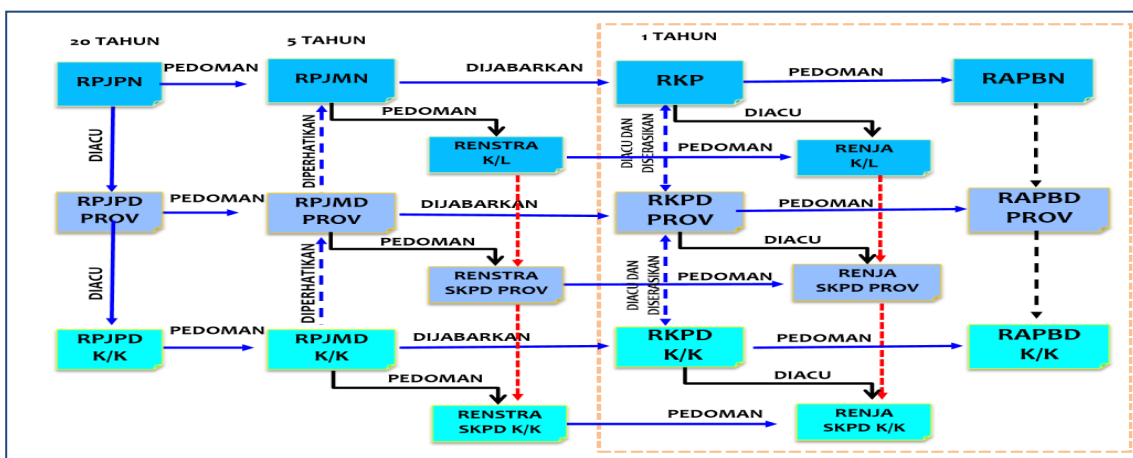 20 TAHUN
5 TAHUN
1 TAHUN
RPJPN
PEDOMAN
RPJMN
DIJABARKAN
RKP
PEDOMAN
RAPBN
DIACU
DIPERHATIKAN
PEDOMAN
RENSTRA
K/L
PEDOMAN
DIACU DAN
DISERASIKAN
DIACU
RENJA
K/L
RPJPD
PROV
PEDOMAN
RPJMD
PROV
DIJABARKAN
RKPD
PROV
PEDOMAN
RAPBD
PROV
DIACU
DIPERHATIKAN
PEDOMAN
RENSTRA
SKPD PROV
PEDOMAN
DIACU DAN
DISERASIKAN
DIACU
RENJA
SKPD PROV
RPJPD
K/K
PEDOMAN
RPJMD
K/K
DIJABARKAN
RKPD
K/K
PEDOMAN
RAPBD
K/K
PEDOMAN
RENSTRA
SKPD K/K
PEDOMAN
DIACU
RENJA
SKPD K/K